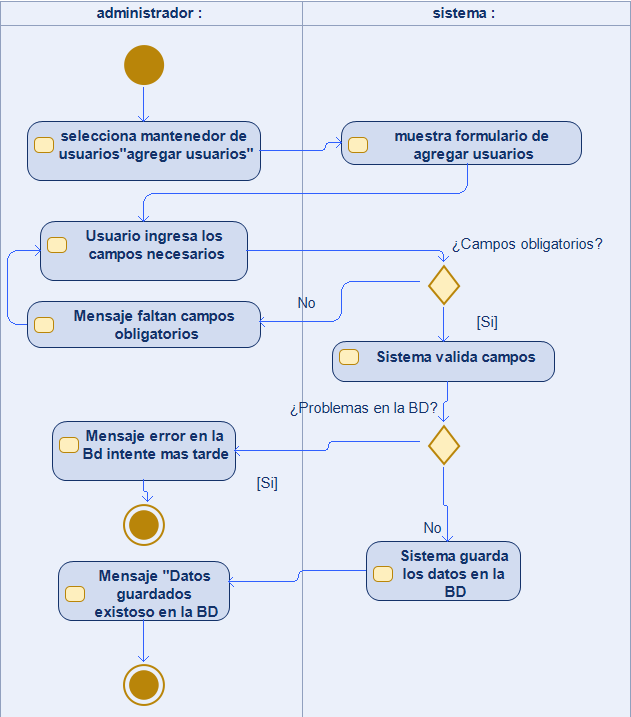 administrador :
sistema :
selecciona mantenedor de
usuarios"agregar usuarios"
muestra formulario de
agregar usuarios
Usuario ingresa los
campos necesarios
¿Campos obligatorios?
No
Mensaje faltan campos
obligatorios
[Si]
Sistema valida campos
¿Problemas en la BD?
Mensaje error en la
Bd intente mas tarde
[Si]
No
Sistema guarda
los datos en la
BD
Mensaje "Datos
guardados
existoso en la BD